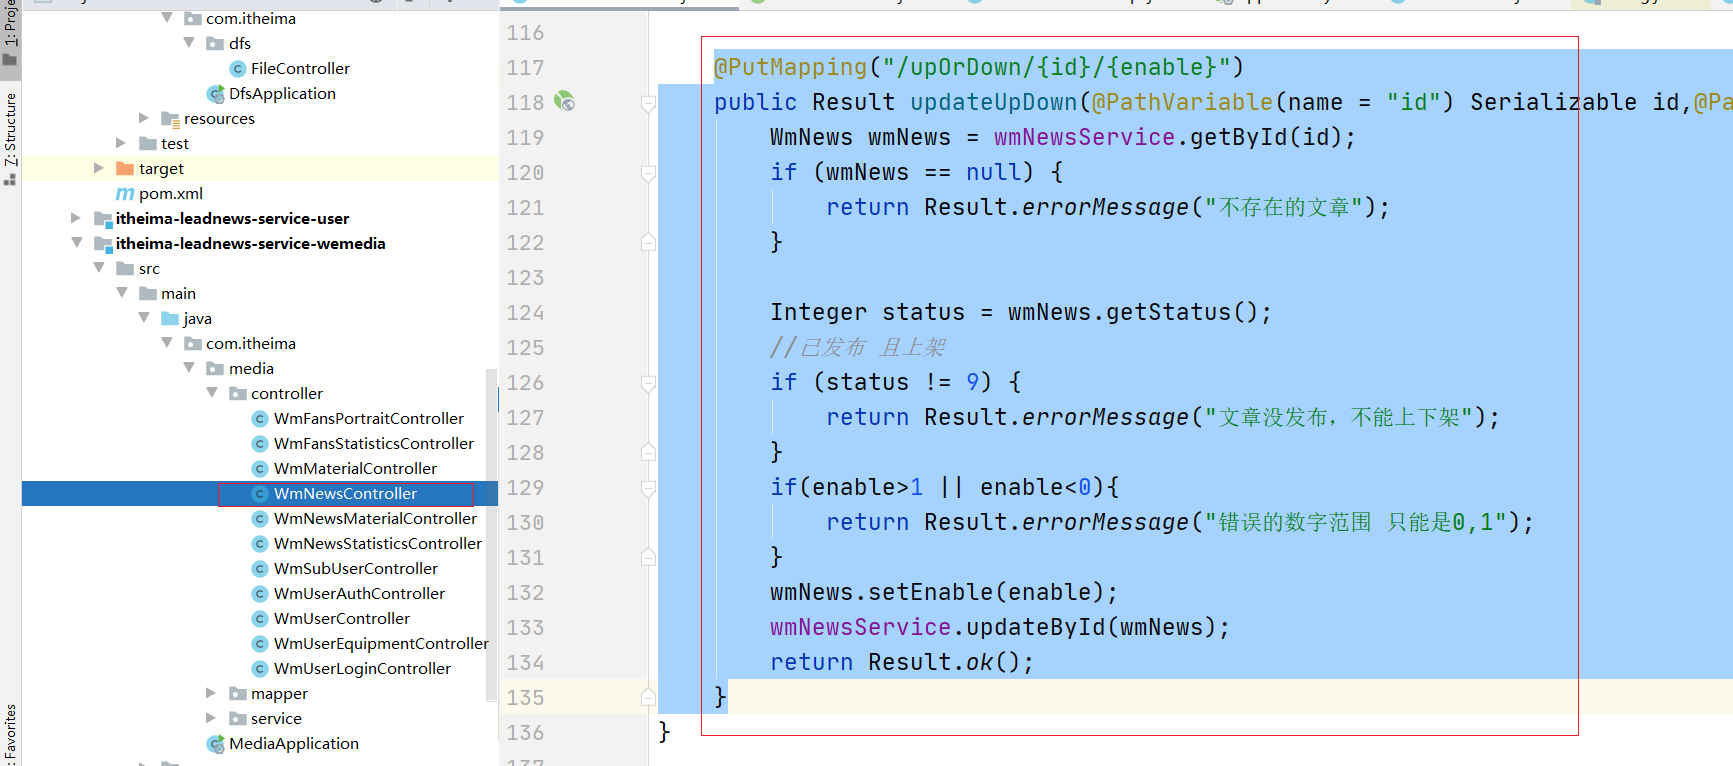 1: Proje
Z: Structure
Favorites
com.itheima
dfs
FileController
DfsApplication
resources
test
target
pom.xml
itheima-leadnews-service-user
itheima-leadnews-service-wemedia
src
main
java
com.itheima
media
controller
WmFansPortraitController
WmFansStatisticsController
WmMaterialController
WmNewsController
WmNewsMaterialController
WmNewsStatisticsController
WmSubUserController
WmUserAuthController
WmUserController
WmUserEquipmentController
WmUserLoginController
mapper
service
MediaApplication
116
117 @PutMapping("/upOrDown/{id}/{enable}")
118 public Result updateUpDown(@PathVariable(name = "id") Serializable id,@Pa
119 WmNews wmNews = wmNewsService.getById(id);
120 if (wmNews == null) {
121 return Result.errorMessage("不存在的文章");
122 }
123
124 Integer status = wmNews.getStatus();
125 //已发布 且上架
126 if (status != 9) {
127 return Result.errorMessage("文章没发布，不能上下架");
128 }
129 if(enable>1 || enable<0){
130 return Result.errorMessage("错误的数字范围 只能是0,1");
131 }
132 wmNews.setEnable(enable);
133 wmNewsService.updateById(wmNews);
134 return Result.ok();
135 }
136 }
137